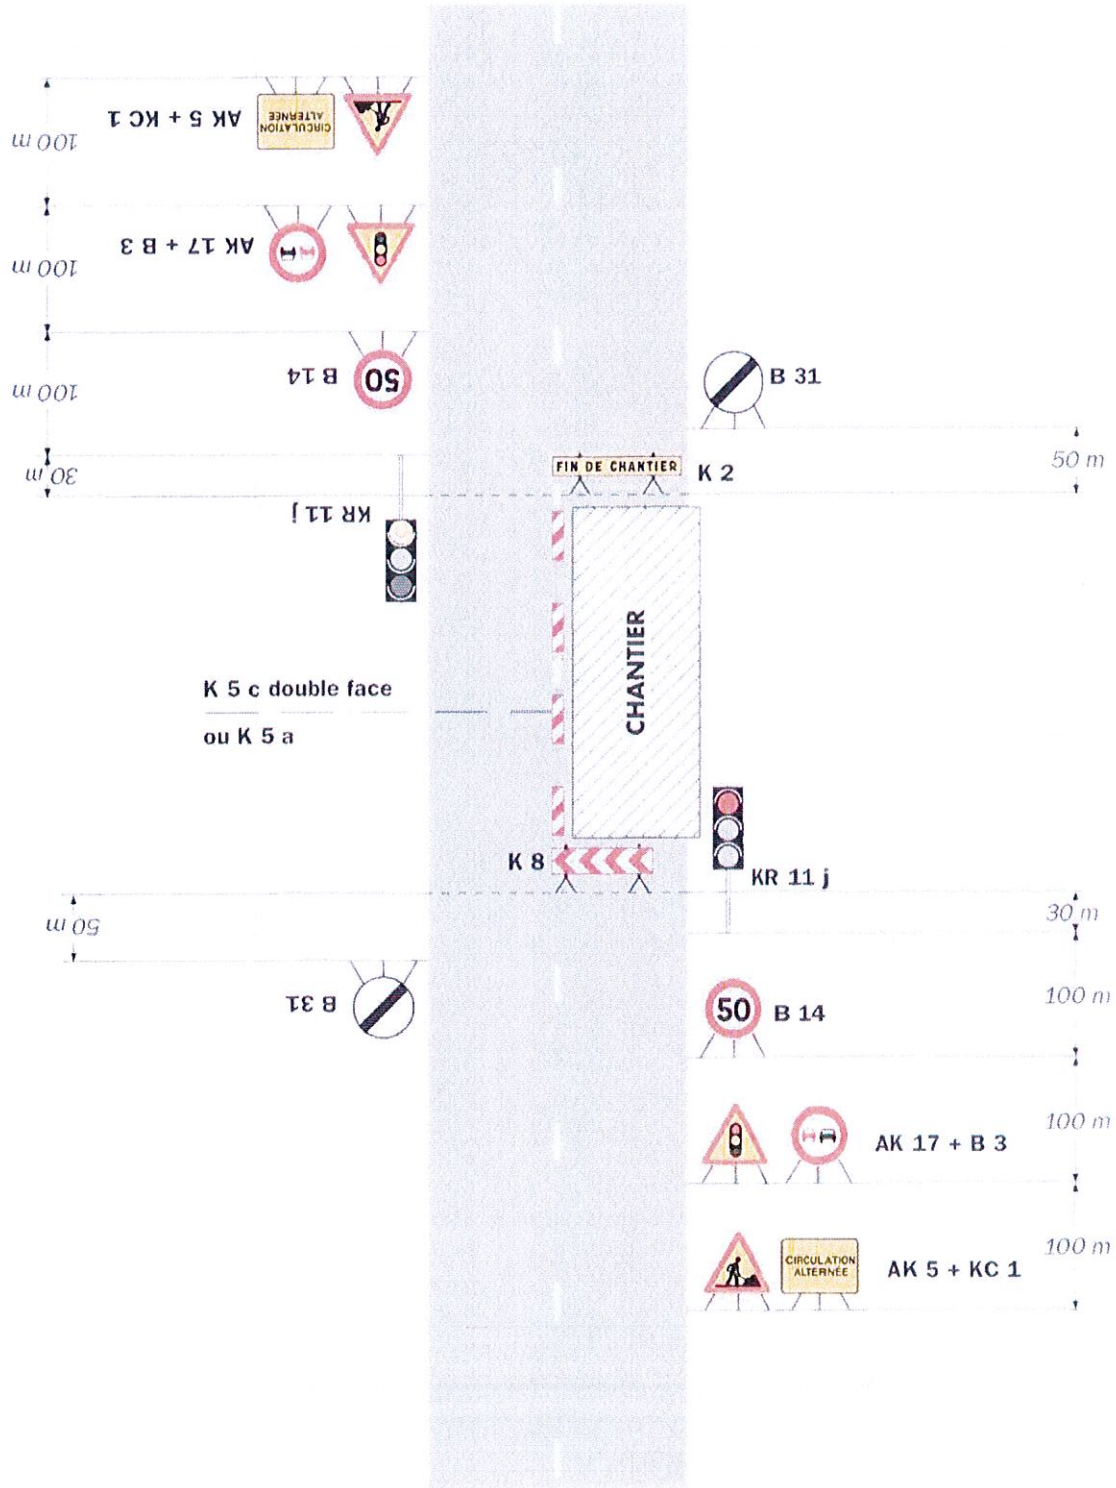 100 m
AK 5 + KC 1
CIRCULATION
ALTERNÉE
100 m
AK 17 + B 3
100 m
B 14
50
B 31
30 m
FIN DE CHANTIER
K 2
50 m
KR 11 j
CHANTIER
K 5 c double face
ou K 5 a
K 8
KR 11 j
50 m
30 m
B 31
50
B 14
100 m
AK 17 + B 3
100 m
CIRCULATION
ALTERNÉE
AK 5 + KC 1
100 m